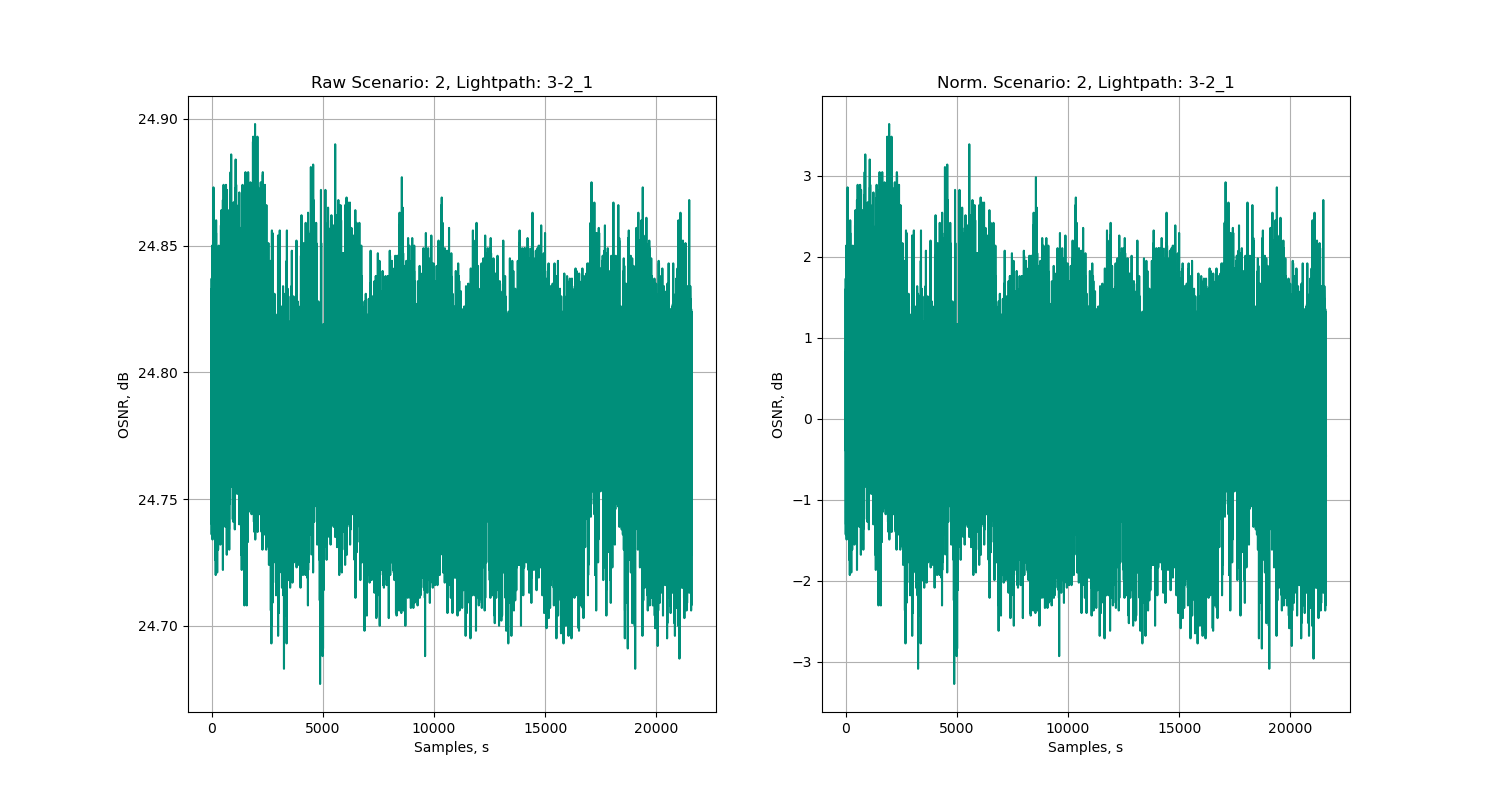 Raw Scenario: 2, Lightpath: 3-2_1
24.90
24.85
24.80
24.75
24.70
OSNR, dB
0 5000 10000 15000 20000
Samples, s
Norm. Scenario: 2, Lightpath: 3-2_1
3
2
1
0
−1
−2
−3
OSNR, dB
0 5000 10000 15000 20000
Samples, s